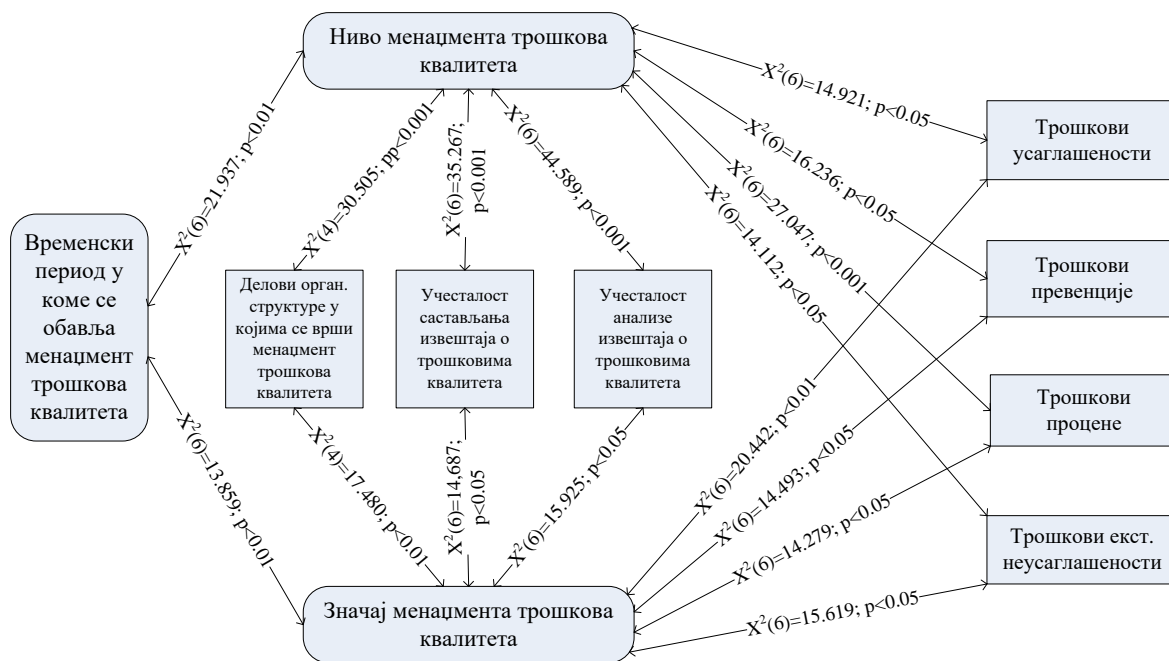 Ниво менаџмента трошкова
квалитета
X²(6)=21.937; p<0.01
X²(4)=30.505; pp<0.001
X²(6)=35.267;
p<0.001
X²(6)=44.589; p<0.001
X²(6)=14.921; p<0.05
X²(6)=16.236; p<0.05
X²(6)=27.047; p<0.001
X²(6)=14.112; p<0.05
Трошкови
усаглашености
Временски
период у
коме се
обавља
менаџмент
трошкова
квалитета
Делови орган.
структуре у
којима се врши
менаџмент
трошкова
квалитета
Учесталост
састављања
извештаја о
трошковима
квалитета
Учесталост
анализе
извештаја о
трошковима
квалитета
Трошкови
превенције
Трошкови
процене
Трошкови екст.
неусаглашености
X²(6)=13.859; p<0.01
X²(4)=17.480; p<0.01
X²(6)=14,687;
p<0.05
X²(6)=15.925; p<0.05
X²(6)=20.442; p<0.01
X²(6)=14.493; p<0.05
X²(6)=14.279; p<0.05
X²(6)=15.619; p<0.05
Значај менаџмента трошкова
квалитета